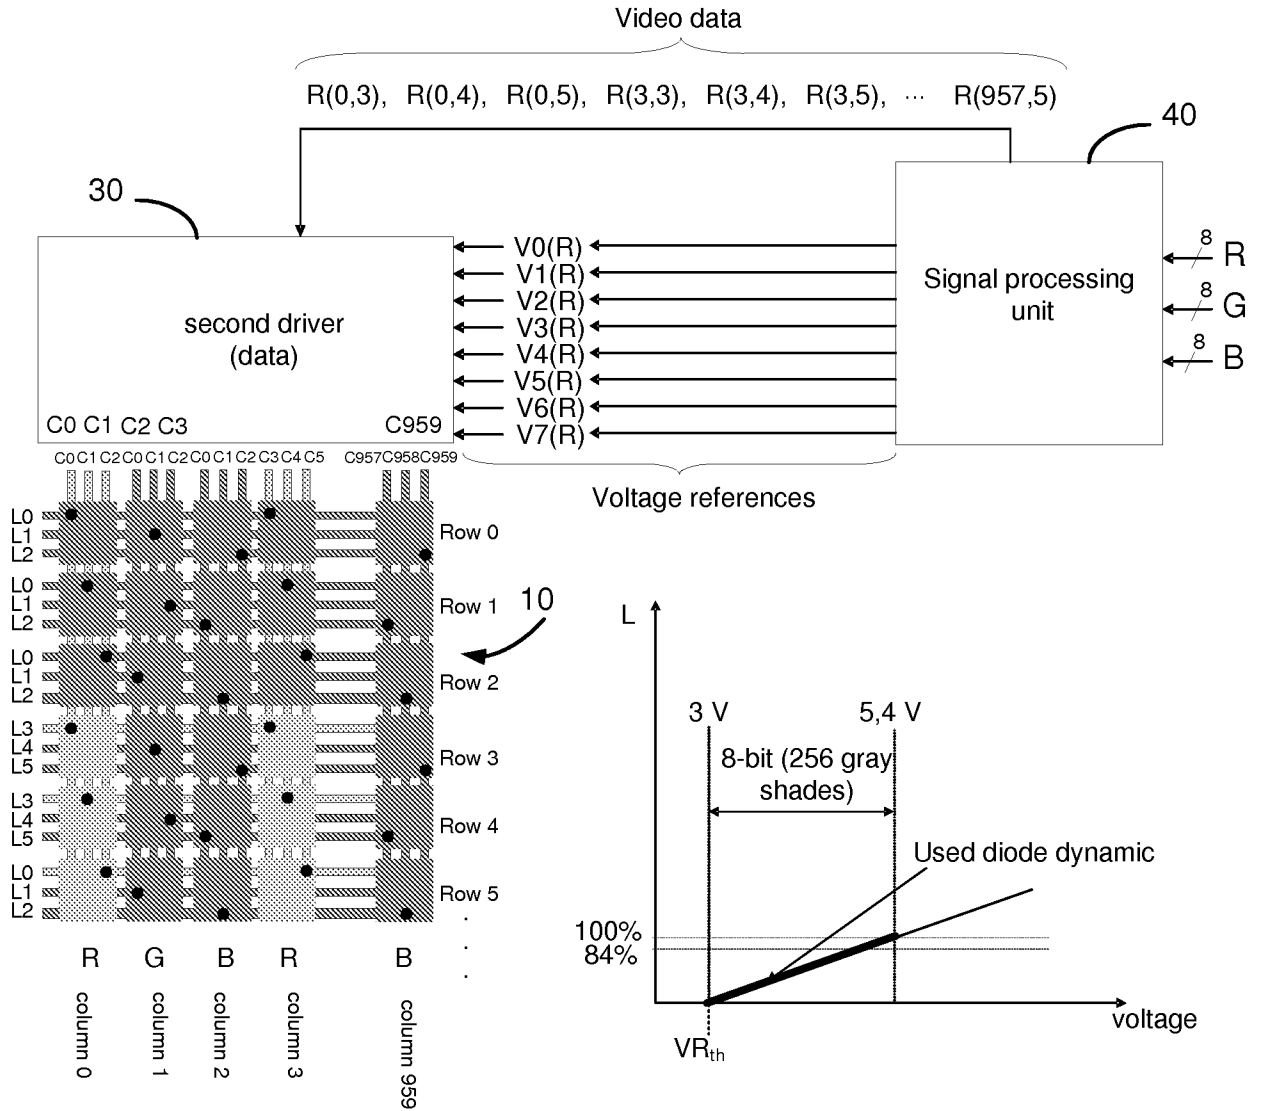 Video data
R(0,3), R(0,4), R(0,5), R(3,3), R(3,4), R(3,5), ... R(957,5)
40
30
second driver
(data)
C0 C1 C2 C3 C959
V0(R)
V1(R)
V2(R)
V3(R)
V4(R)
V5(R)
V6(R)
V7(R)
Voltage references
Signal processing
unit
8 R
8 G
8 B
C0 C1 C2 C0 C1 C2 C0 C1 C2 C3 C4 C5 C957 C958 C959
L0
L1
L2
Row 0
L0
L1
L2
Row 1
L0
L1
L2
Row 2
L3
L4
L5
Row 3
L3
L4
L5
Row 4
L0
L1
L2
Row 5
10
R G B R B
column 0
column 1
column 2
column 3
column 959
L
3 V 5,4 V
8-bit (256 gray
shades)
Used diode dynamic
100%
84%
voltage
VRth